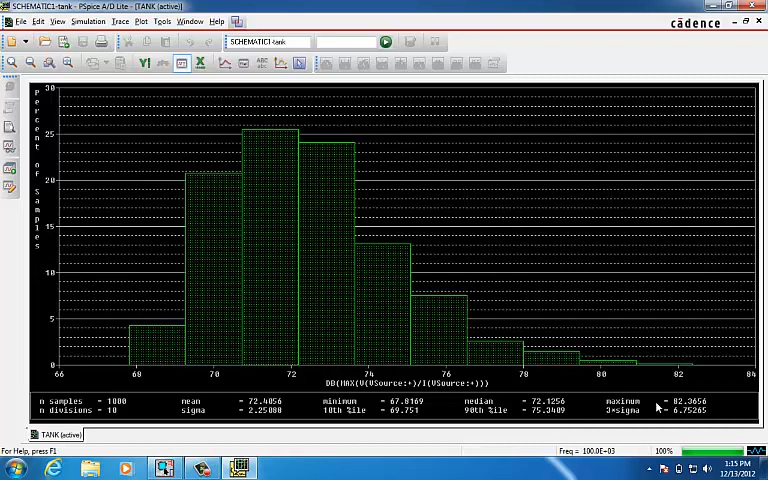 SCHEMATIC1-tank - PSpice A/D Lite - [TANK (active)]
File Edit View Simulation Trace Plot Tools Window Help
cādence
SCHEMATIC1-tank
Percent of Samples
30
25
20
15
10
5
0
66 68 70 72 74 76 78 80 82 84
DB(MAX(V(VSource:+)/I(VSource:+)))
n samples = 1000 mean = 72.4056 minimum = 67.8169 median = 72.1256 maximum = 82.3656
n divisions = 10 sigma = 2.25088 10th %ile = 69.751 90th %ile = 75.3409 3*sigma = 6.75265
TANK (active)
For Help, press F1
Freq = 100.0E+03 100%
1:15 PM
12/13/2012